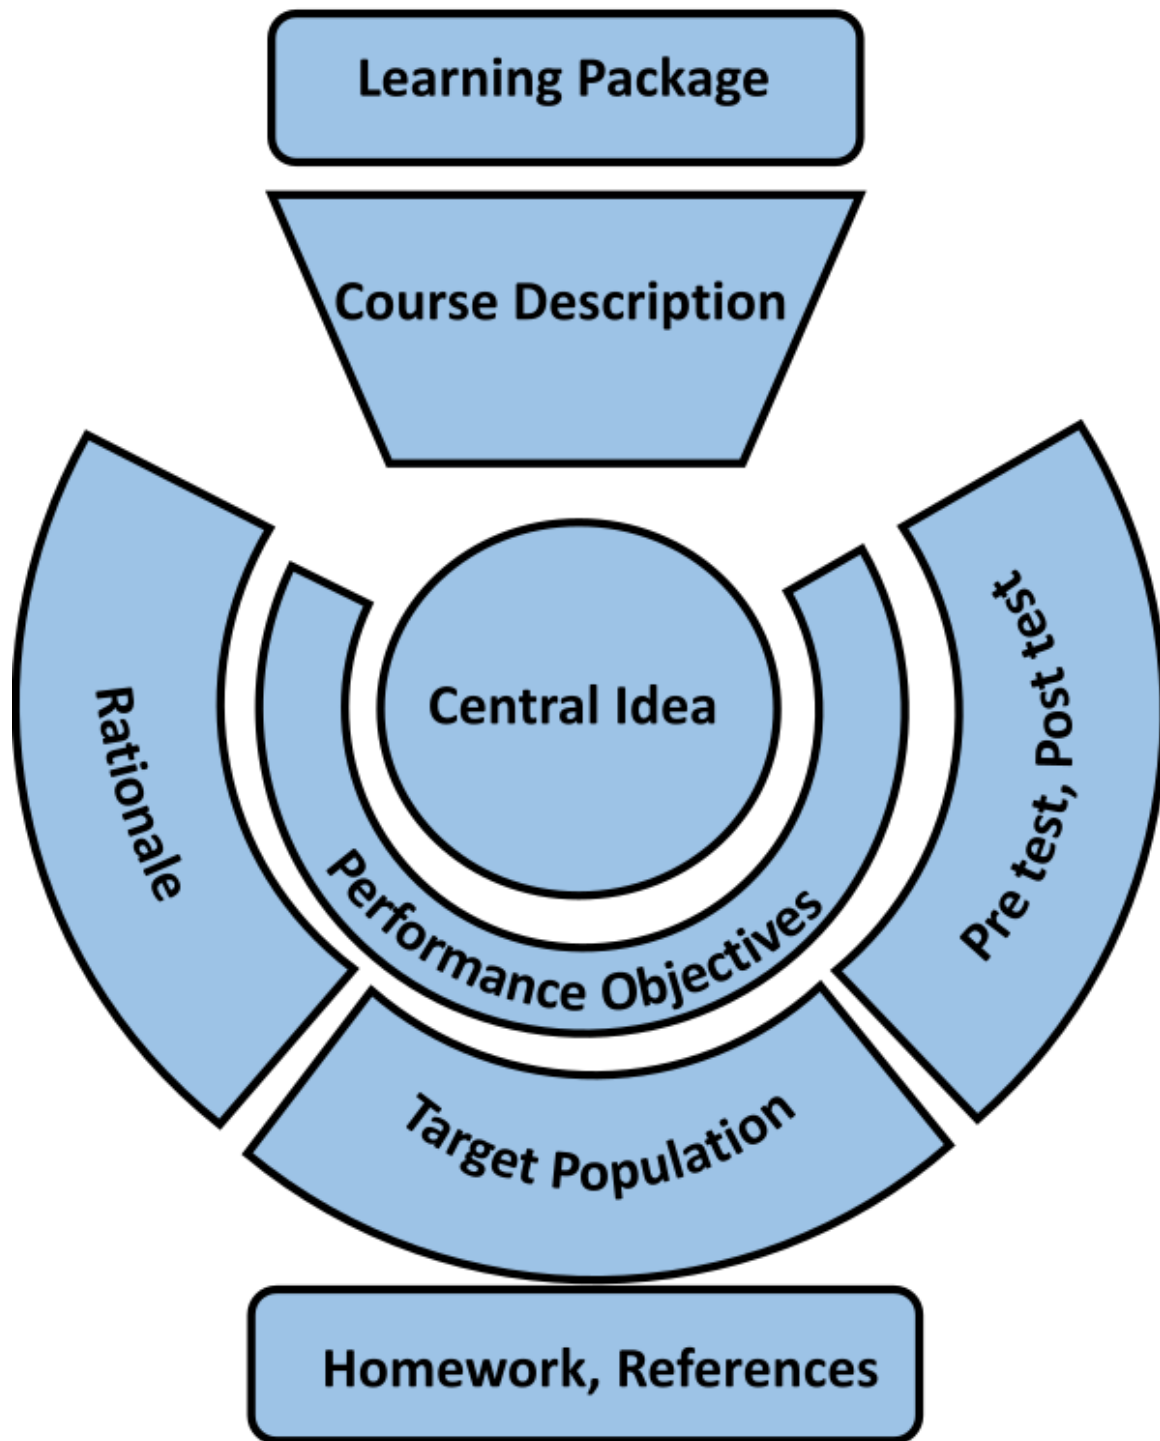 Learning Package
Course Description
Central Idea
Rationale
Performance Objectives
Pre test, Post test
Target Population
Homework, References